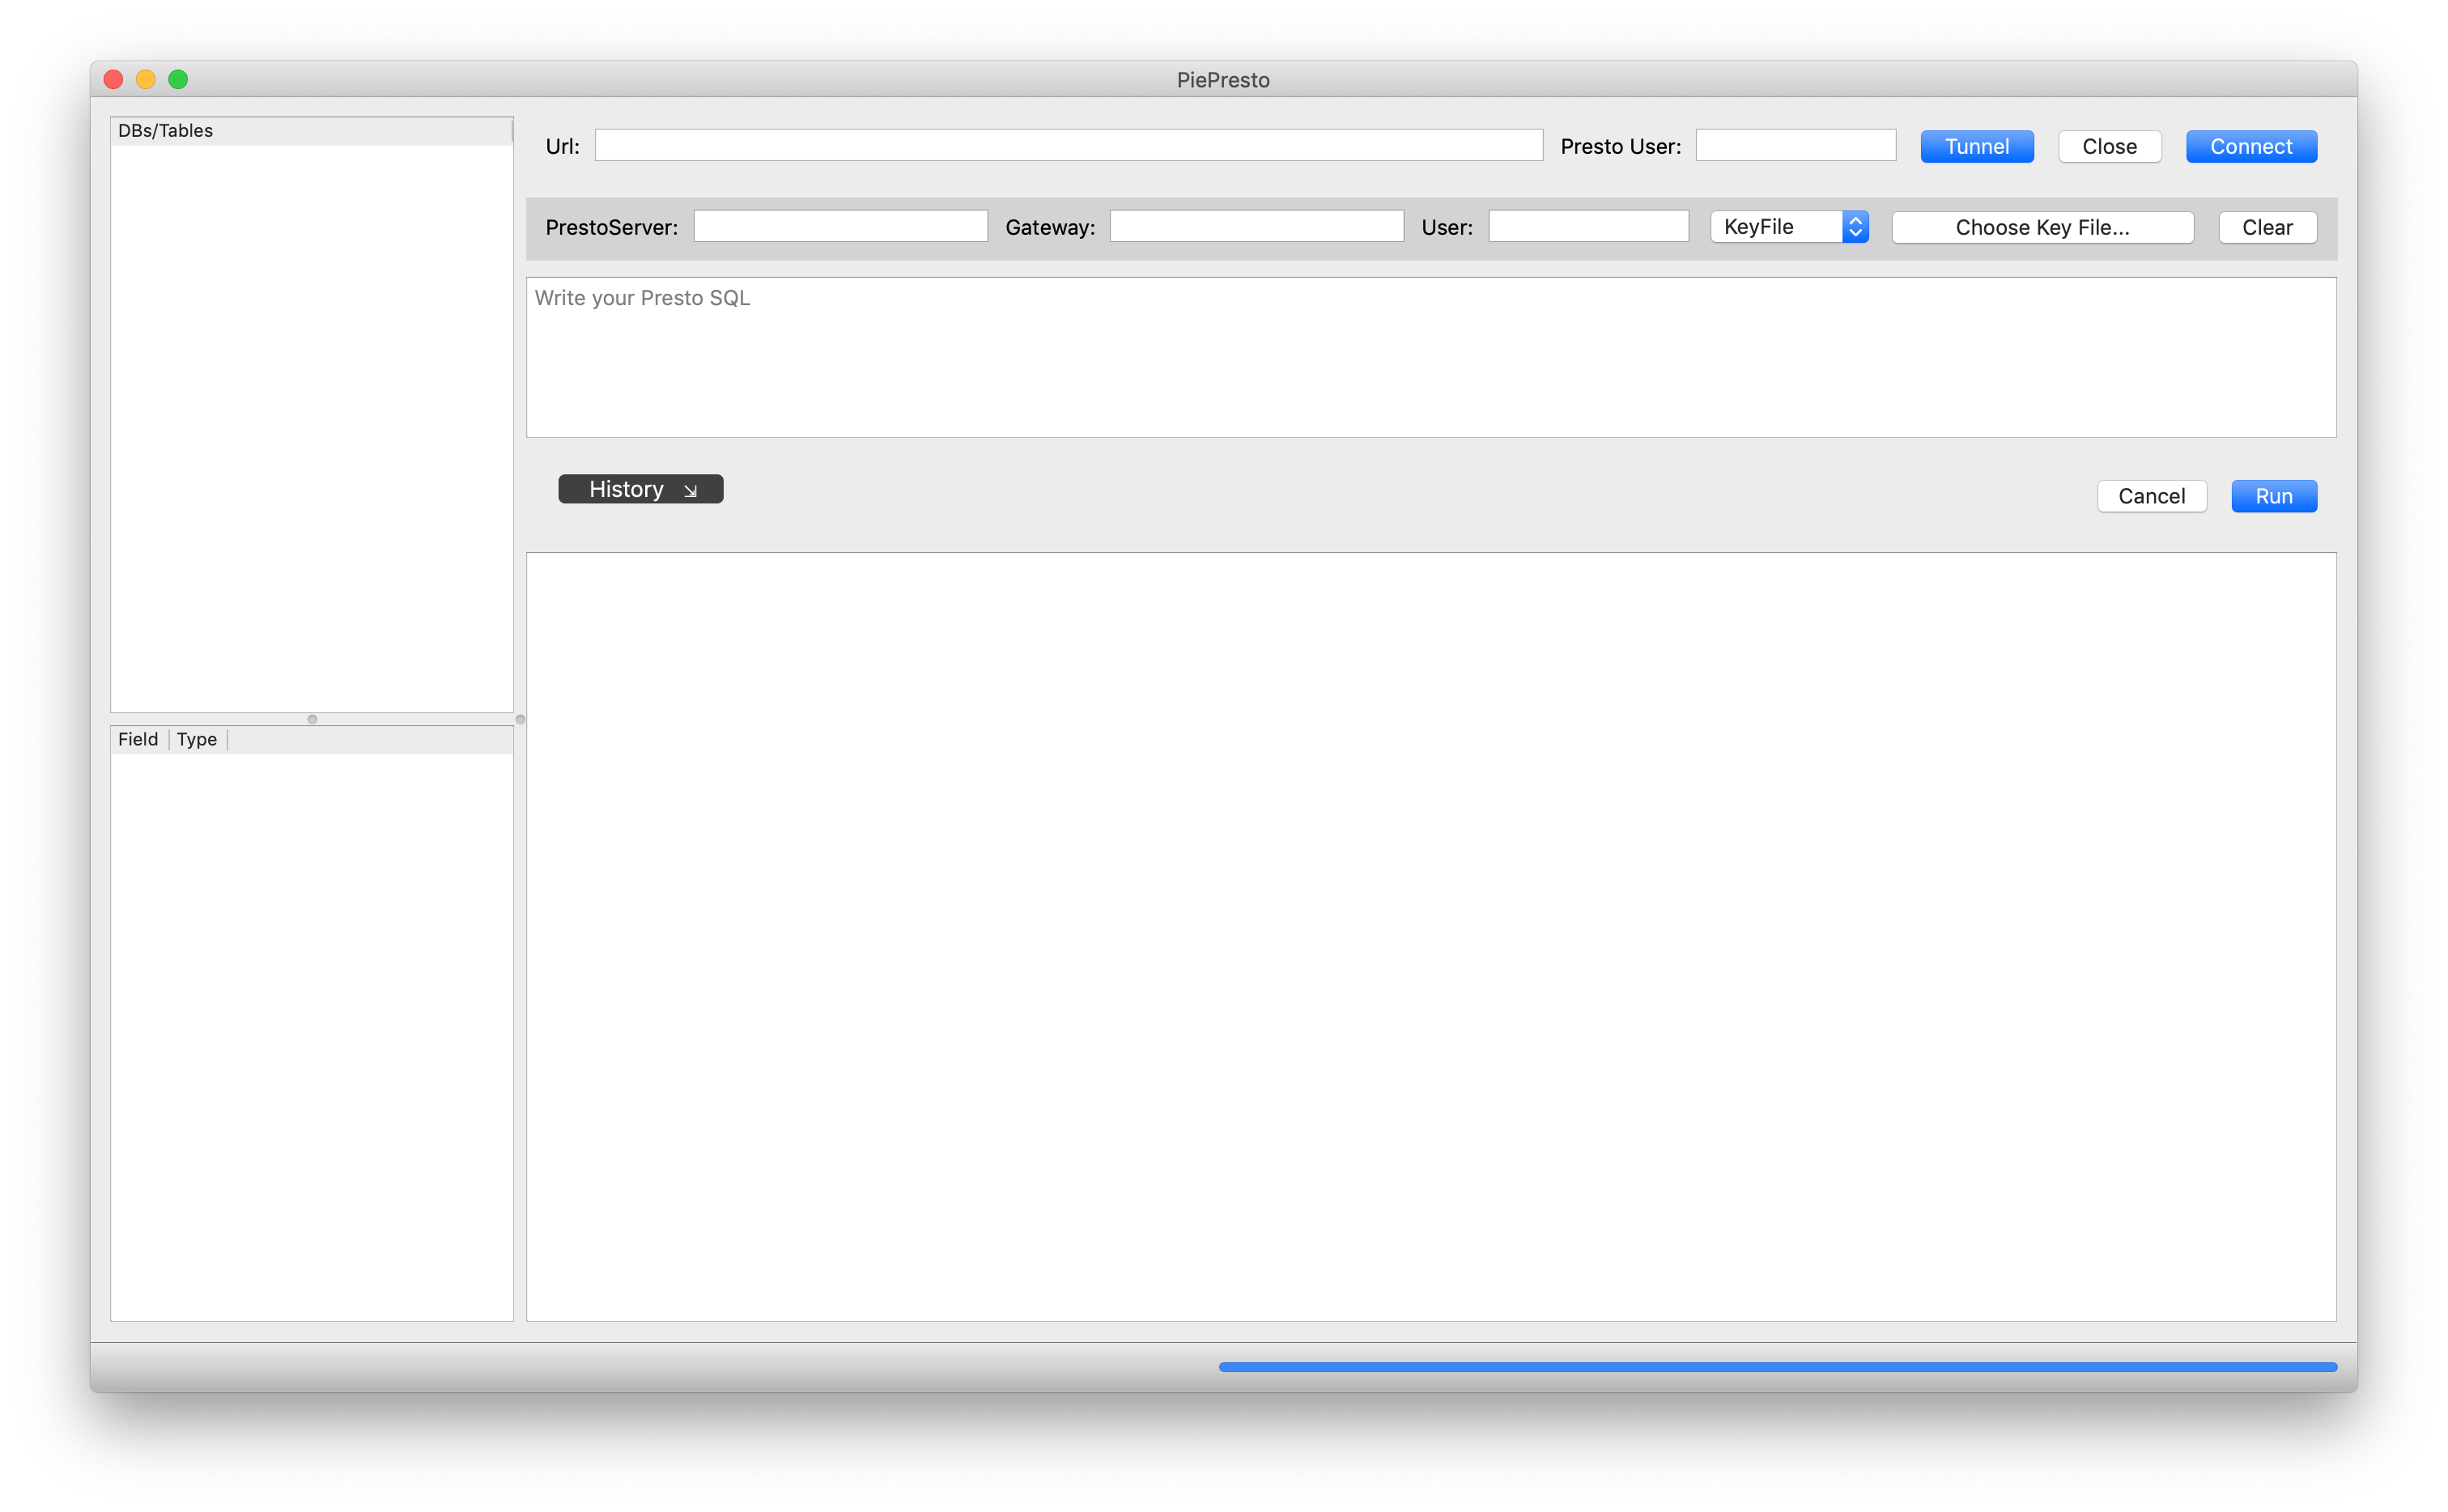 PiePresto
DBs/Tables
Url: Presto User: Tunnel Close Connect
PrestoServer: Gateway: User: KeyFile Choose Key File... Clear
Write your Presto SQL
History ⇲ Cancel Run
Field Type